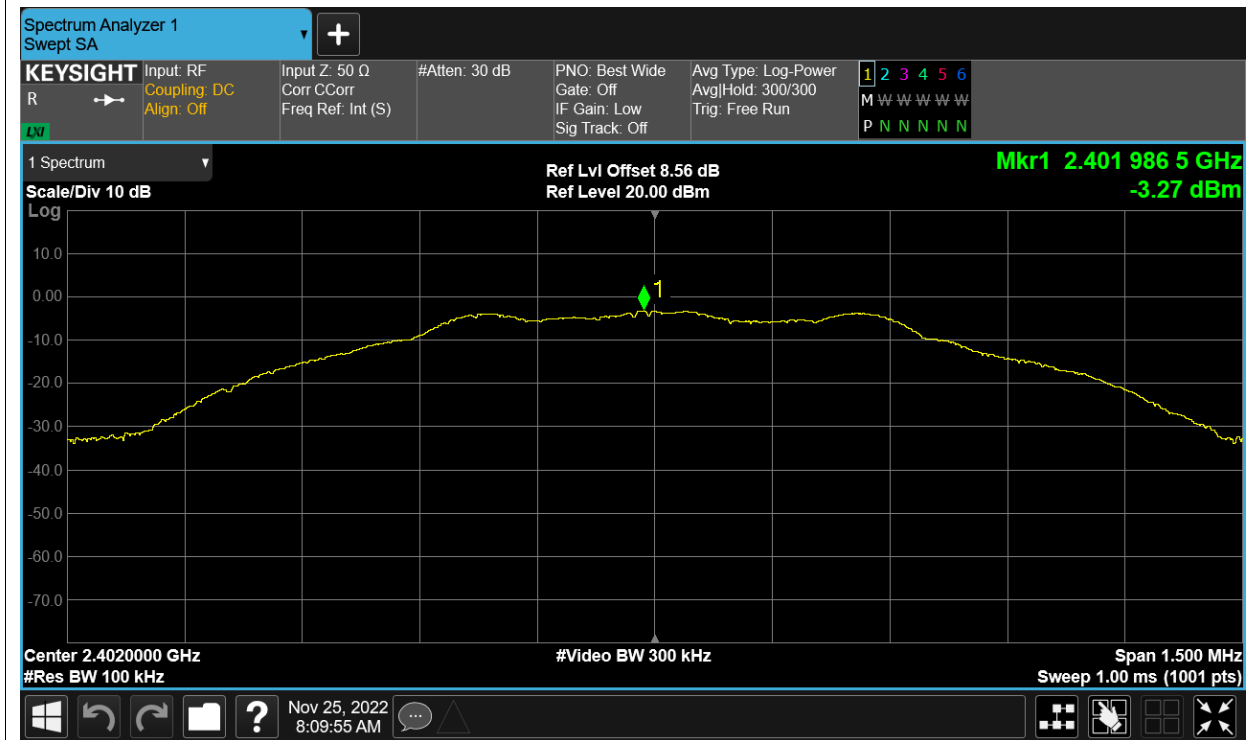 Spectrum Analyzer 1
Swept SA
KEYSIGHT
R
LXI
Input: RF
Coupling: DC
Align: Off
Input Z: 50 Ω
Corr CCorr
Freq Ref: Int (S)
#Atten: 30 dB
PNO: Best Wide
Gate: Off
IF Gain: Low
Sig Track: Off
Avg Type: Log-Power
Avg|Hold: 300/300
Trig: Free Run
1 2 3 4 5 6
M W W W W W
P N N N N N
1 Spectrum
Scale/Div 10 dB
Log
Ref Lvl Offset 8.56 dB
Ref Level 20.00 dBm
Mkr1 2.401 986 5 GHz
-3.27 dBm
10.0
0.00
-10.0
-20.0
-30.0
-40.0
-50.0
-60.0
-70.0
1
Center 2.4020000 GHz
#Res BW 100 kHz
#Video BW 300 kHz
Span 1.500 MHz
Sweep 1.00 ms (1001 pts)
?
Nov 25, 2022
8:09:55 AM